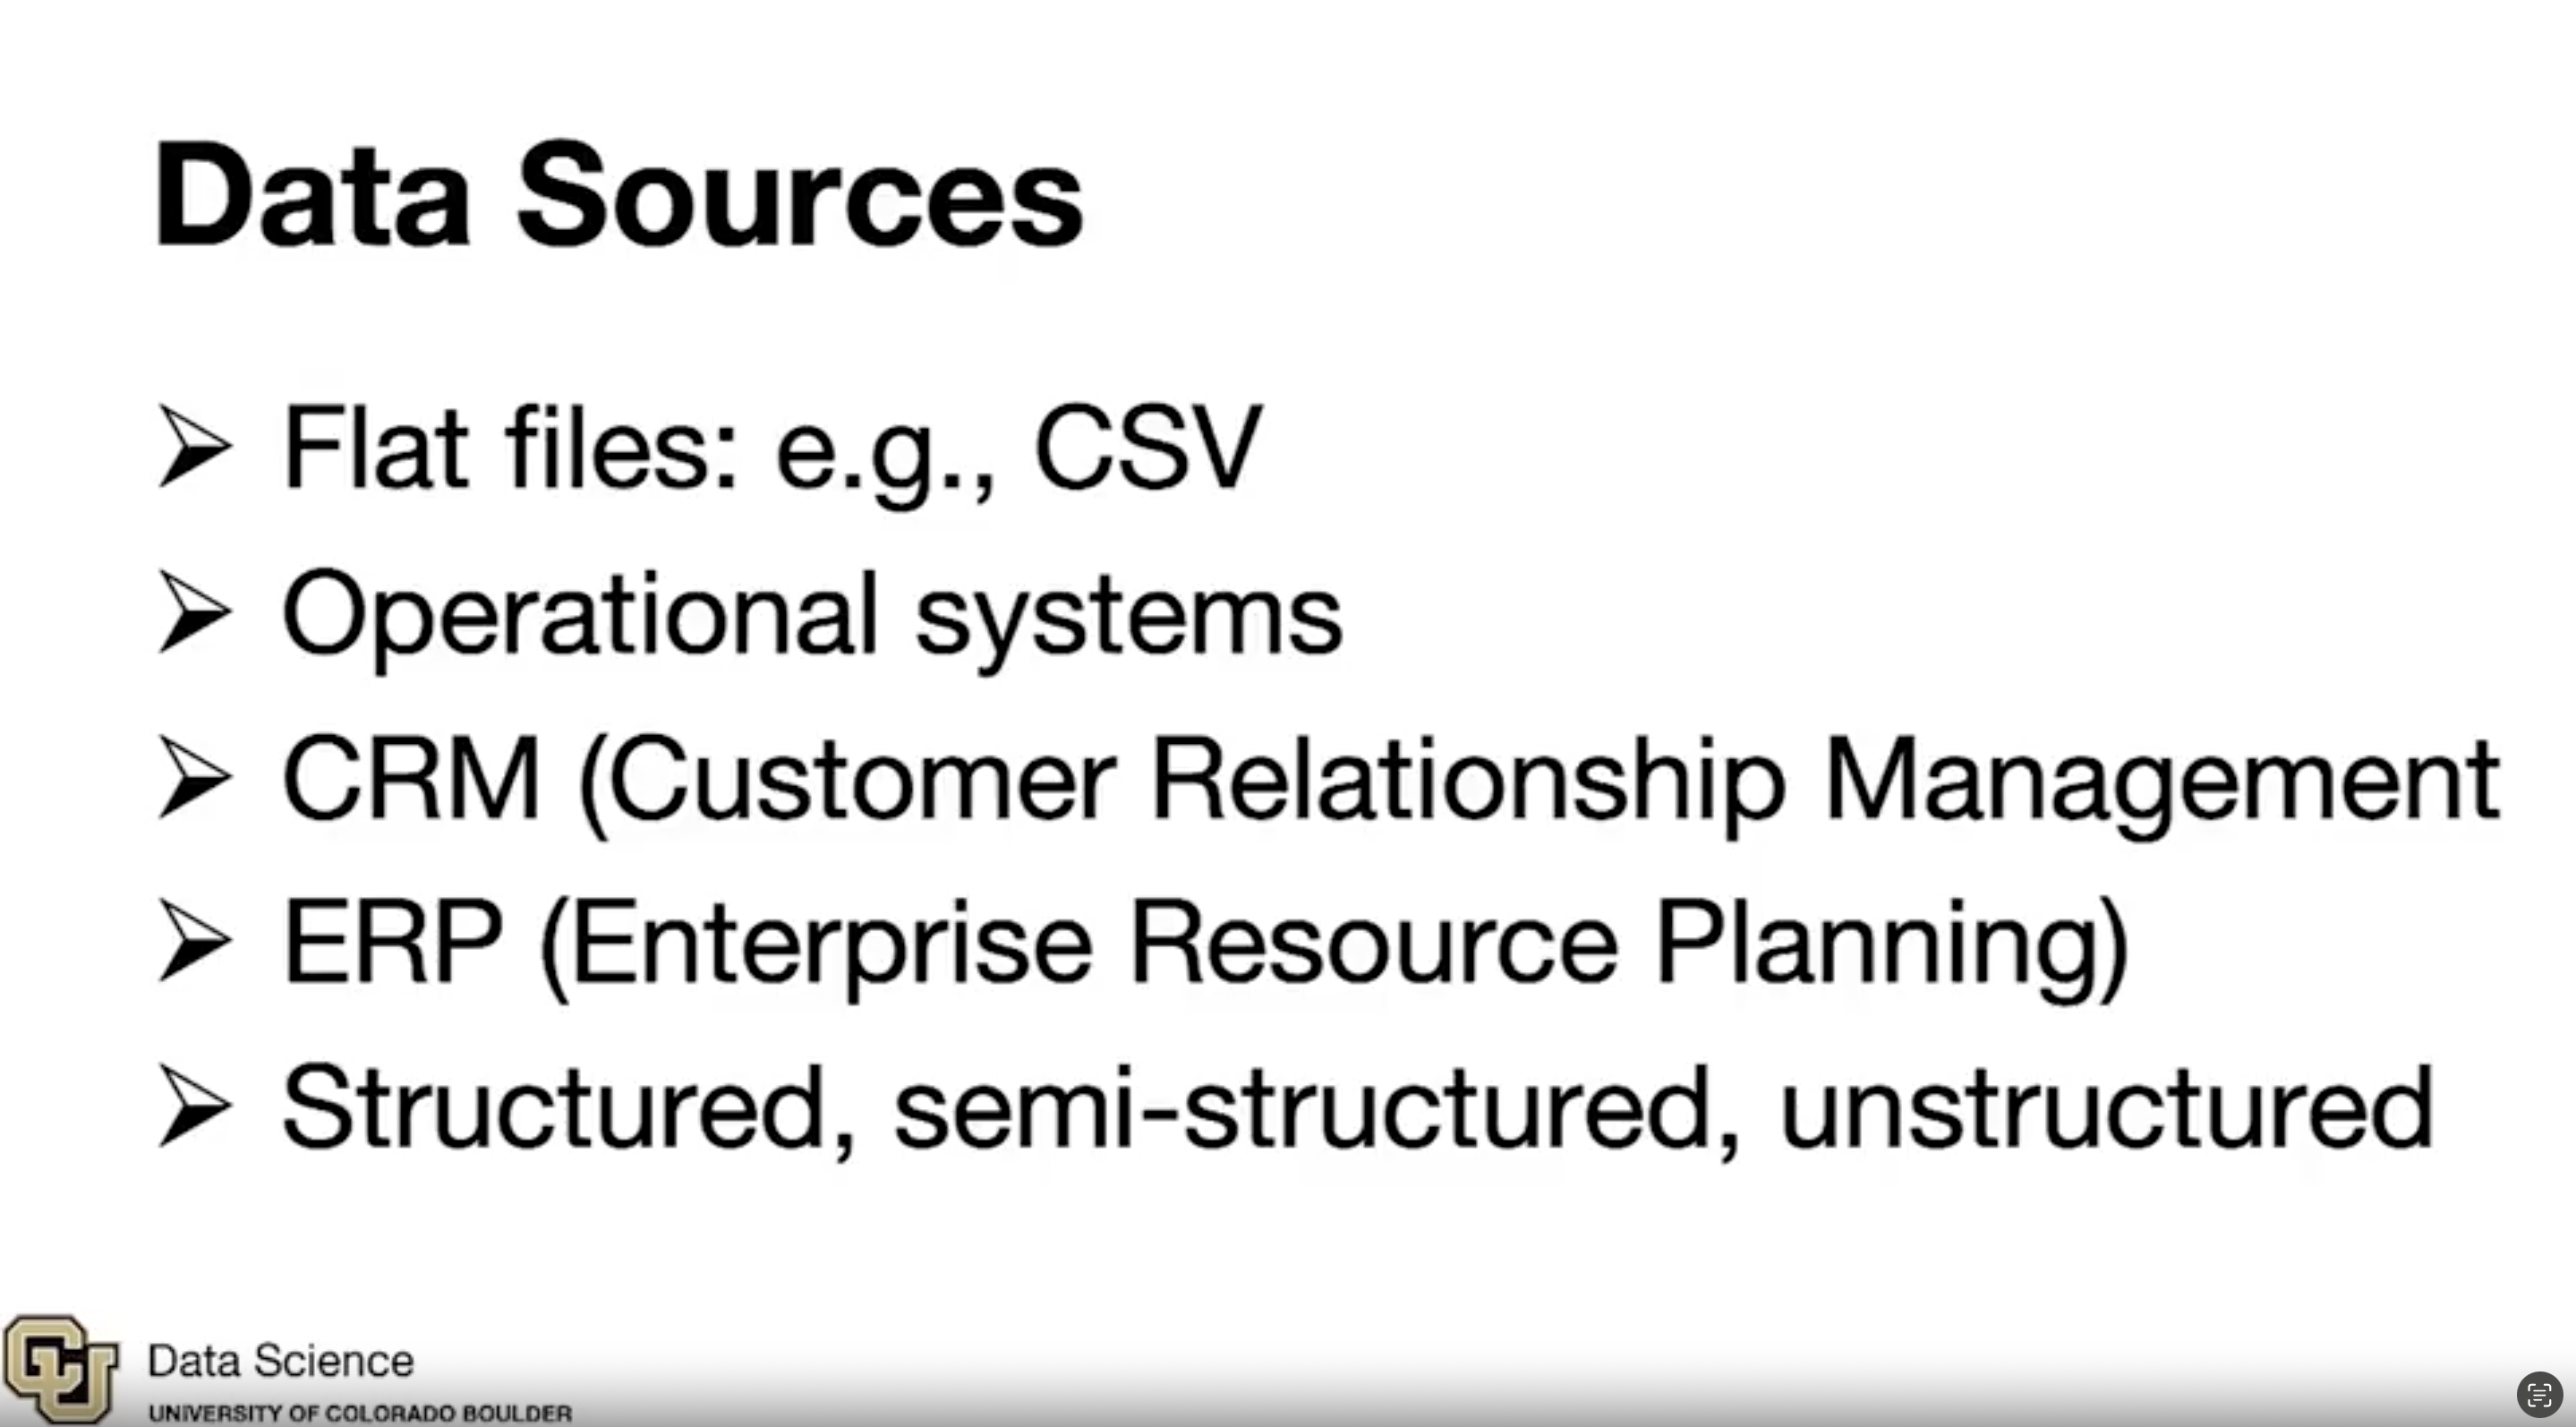 Data Sources
➢ Flat files: e.g., CSV
➢ Operational systems
➢ CRM (Customer Relationship Management
➢ ERP (Enterprise Resource Planning)
➢ Structured, semi-structured, unstructured
CU
Data Science
UNIVERSITY OF COLORADO BOULDER